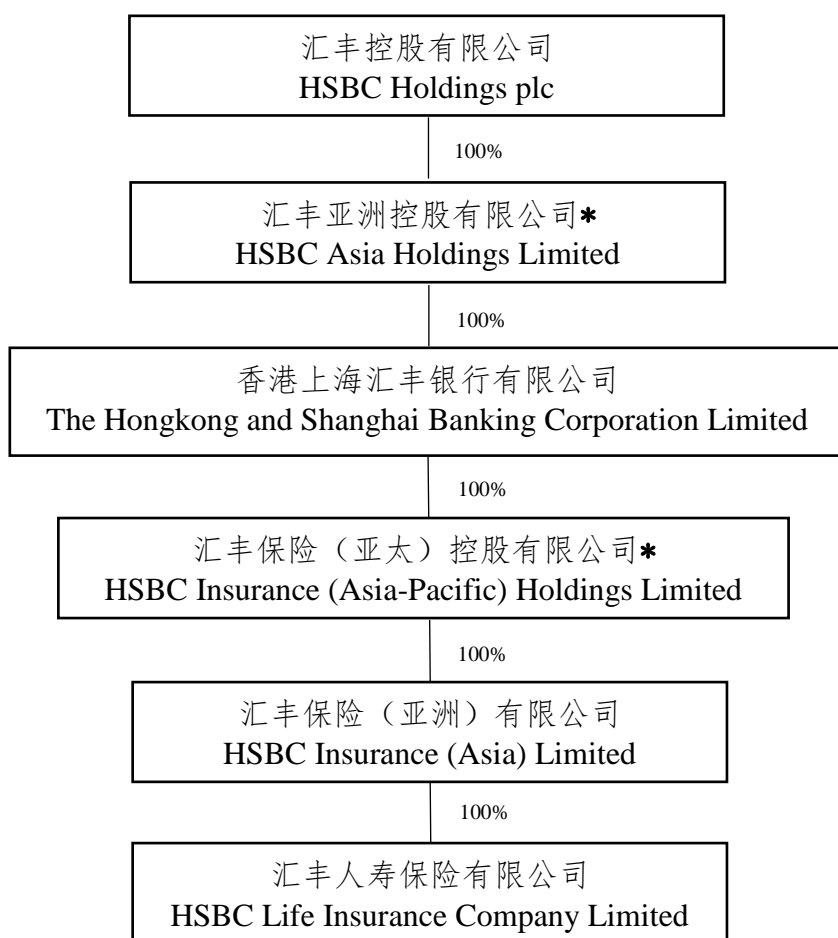 汇丰控股有限公司
HSBC Holdings plc
100%
汇丰亚洲控股有限公司*
HSBC Asia Holdings Limited
100%
香港上海汇丰银行有限公司
The Hongkong and Shanghai Banking Corporation Limited
100%
汇丰保险（亚太）控股有限公司*
HSBC Insurance (Asia-Pacific) Holdings Limited
100%
汇丰保险（亚洲）有限公司
HSBC Insurance (Asia) Limited
100%
汇丰人寿保险有限公司
HSBC Life Insurance Company Limited